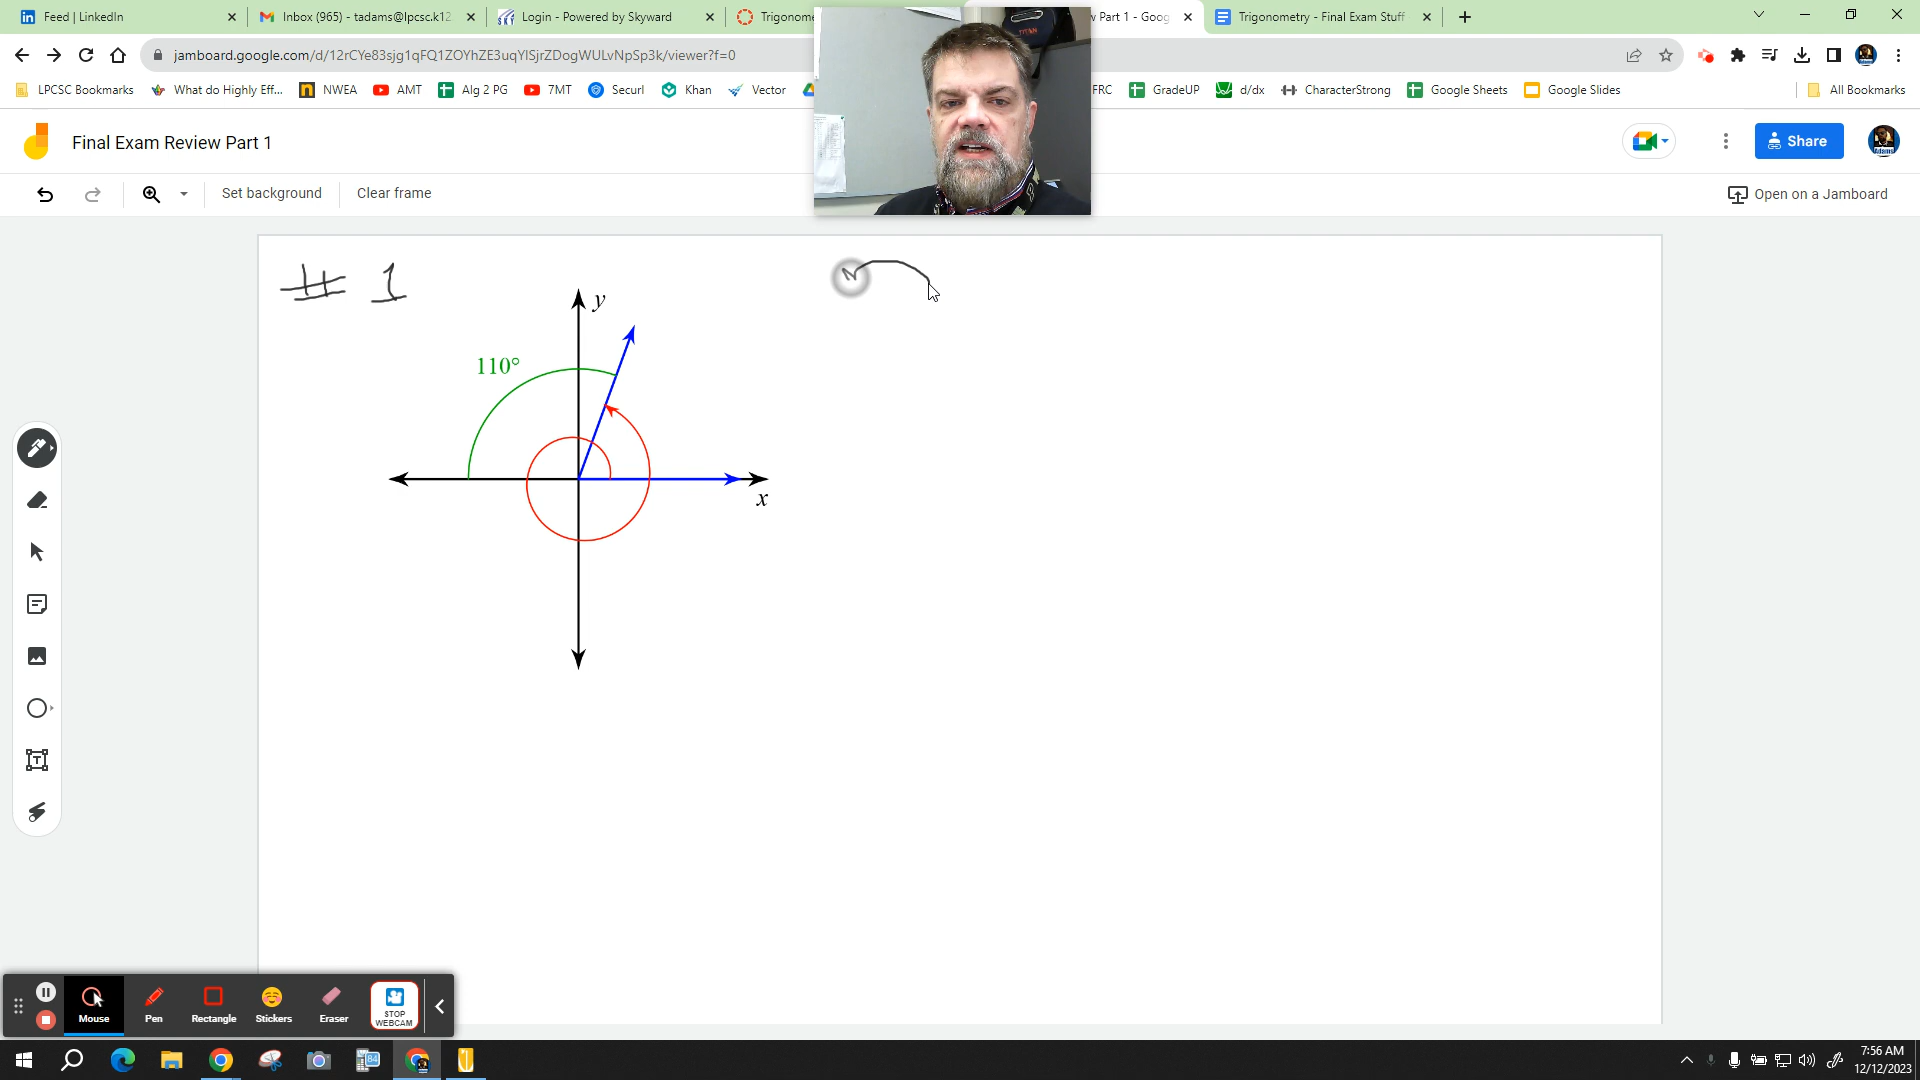 Feed | LinkedIn
Inbox (965) - tadams@lpcsc.k12
Login - Powered by Skyward
Trigonome
Part 1 - Goog
Trigonometry - Final Exam Stuff
jamboard.google.com/d/12rCYe83sjg1qFQ1ZOYhZE3uqYISjrZDogWULvNpSp3k/viewer?f=0
LPCSC Bookmarks
What do Highly Eff...
NWEA
AMT
Alg 2 PG
7MT
Securl
Khan
Vector
FRC
GradeUP
d/dx
CharacterStrong
Google Sheets
Google Slides
All Bookmarks
Final Exam Review Part 1
Share
Set background
Clear frame
Open on a Jamboard
# 1
y
110°
x
Mouse
Pen
Rectangle
Stickers
Eraser
STOP
WEBCAM
84
7:56 AM
12/12/2023